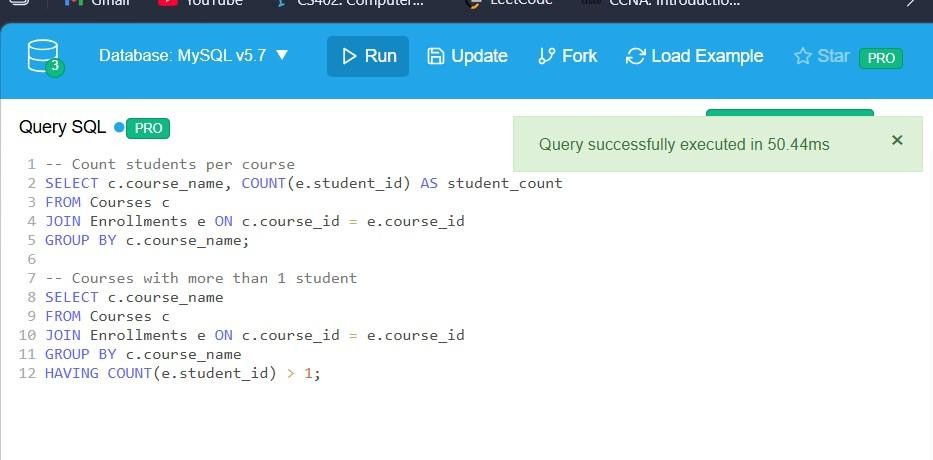 Gmail
YouTube
CS402: Computer...
LeetCode
CCNA: Introductio...
3
Database: MySQL v5.7 ▼
Run
Update
Fork
Load Example
Star
PRO
Query SQL
PRO
Query successfully executed in 50.44ms ×
1 -- Count students per course
2 SELECT c.course_name, COUNT(e.student_id) AS student_count
3 FROM Courses c
4 JOIN Enrollments e ON c.course_id = e.course_id
5 GROUP BY c.course_name;
6
7 -- Courses with more than 1 student
8 SELECT c.course_name
9 FROM Courses c
10 JOIN Enrollments e ON c.course_id = e.course_id
11 GROUP BY c.course_name
12 HAVING COUNT(e.student_id) > 1;